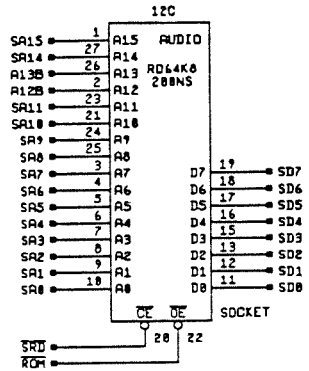 12C
SA15 1 A15 AUDIO
SA14 27 A14
A13B 26 A13 RD64K8
A12B 2 A12 200NS
SA11 23 A11
SA10 21 A10
SA9 24 A9
SA8 25 A8
SA7 3 A7 D7 19 SD7
SA6 4 A6 D6 18 SD6
SA5 5 A5 D5 17 SD5
SA4 6 A4 D4 16 SD4
SA3 7 A3 D3 15 SD3
SA2 8 A2 D2 13 SD2
SA1 9 A1 D1 12 SD1
SA0 10 A0 D0 11 SD0
CE OE SOCKET
SRD 20 22
ROM